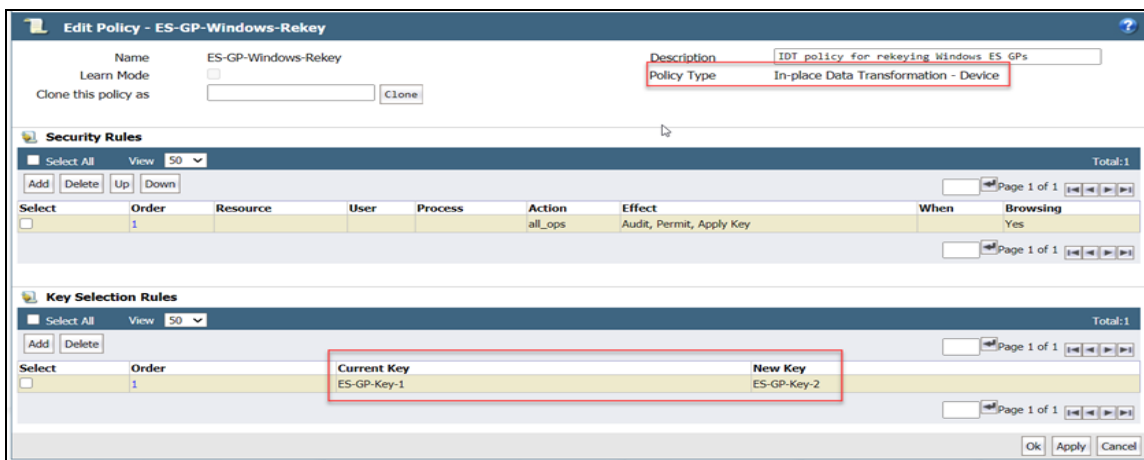 Edit Policy - ES-GP-Windows-Rekey ?
Name ES-GP-Windows-Rekey Description IDT policy for rekeying Windows ES GPs
Learn Mode Policy Type In-place Data Transformation - Device
Clone this policy as Clone
Security Rules
Select All View 50 Total:1
Add Delete Up Down Page 1 of 1
Select Order Resource User Process Action Effect When Browsing
1 all_ops Audit, Permit, Apply Key Yes
Page 1 of 1
Key Selection Rules
Select All View 50 Total:1
Add Delete Page 1 of 1
Select Order Current Key New Key
1 ES-GP-Key-1 ES-GP-Key-2
Page 1 of 1
Ok Apply Cancel